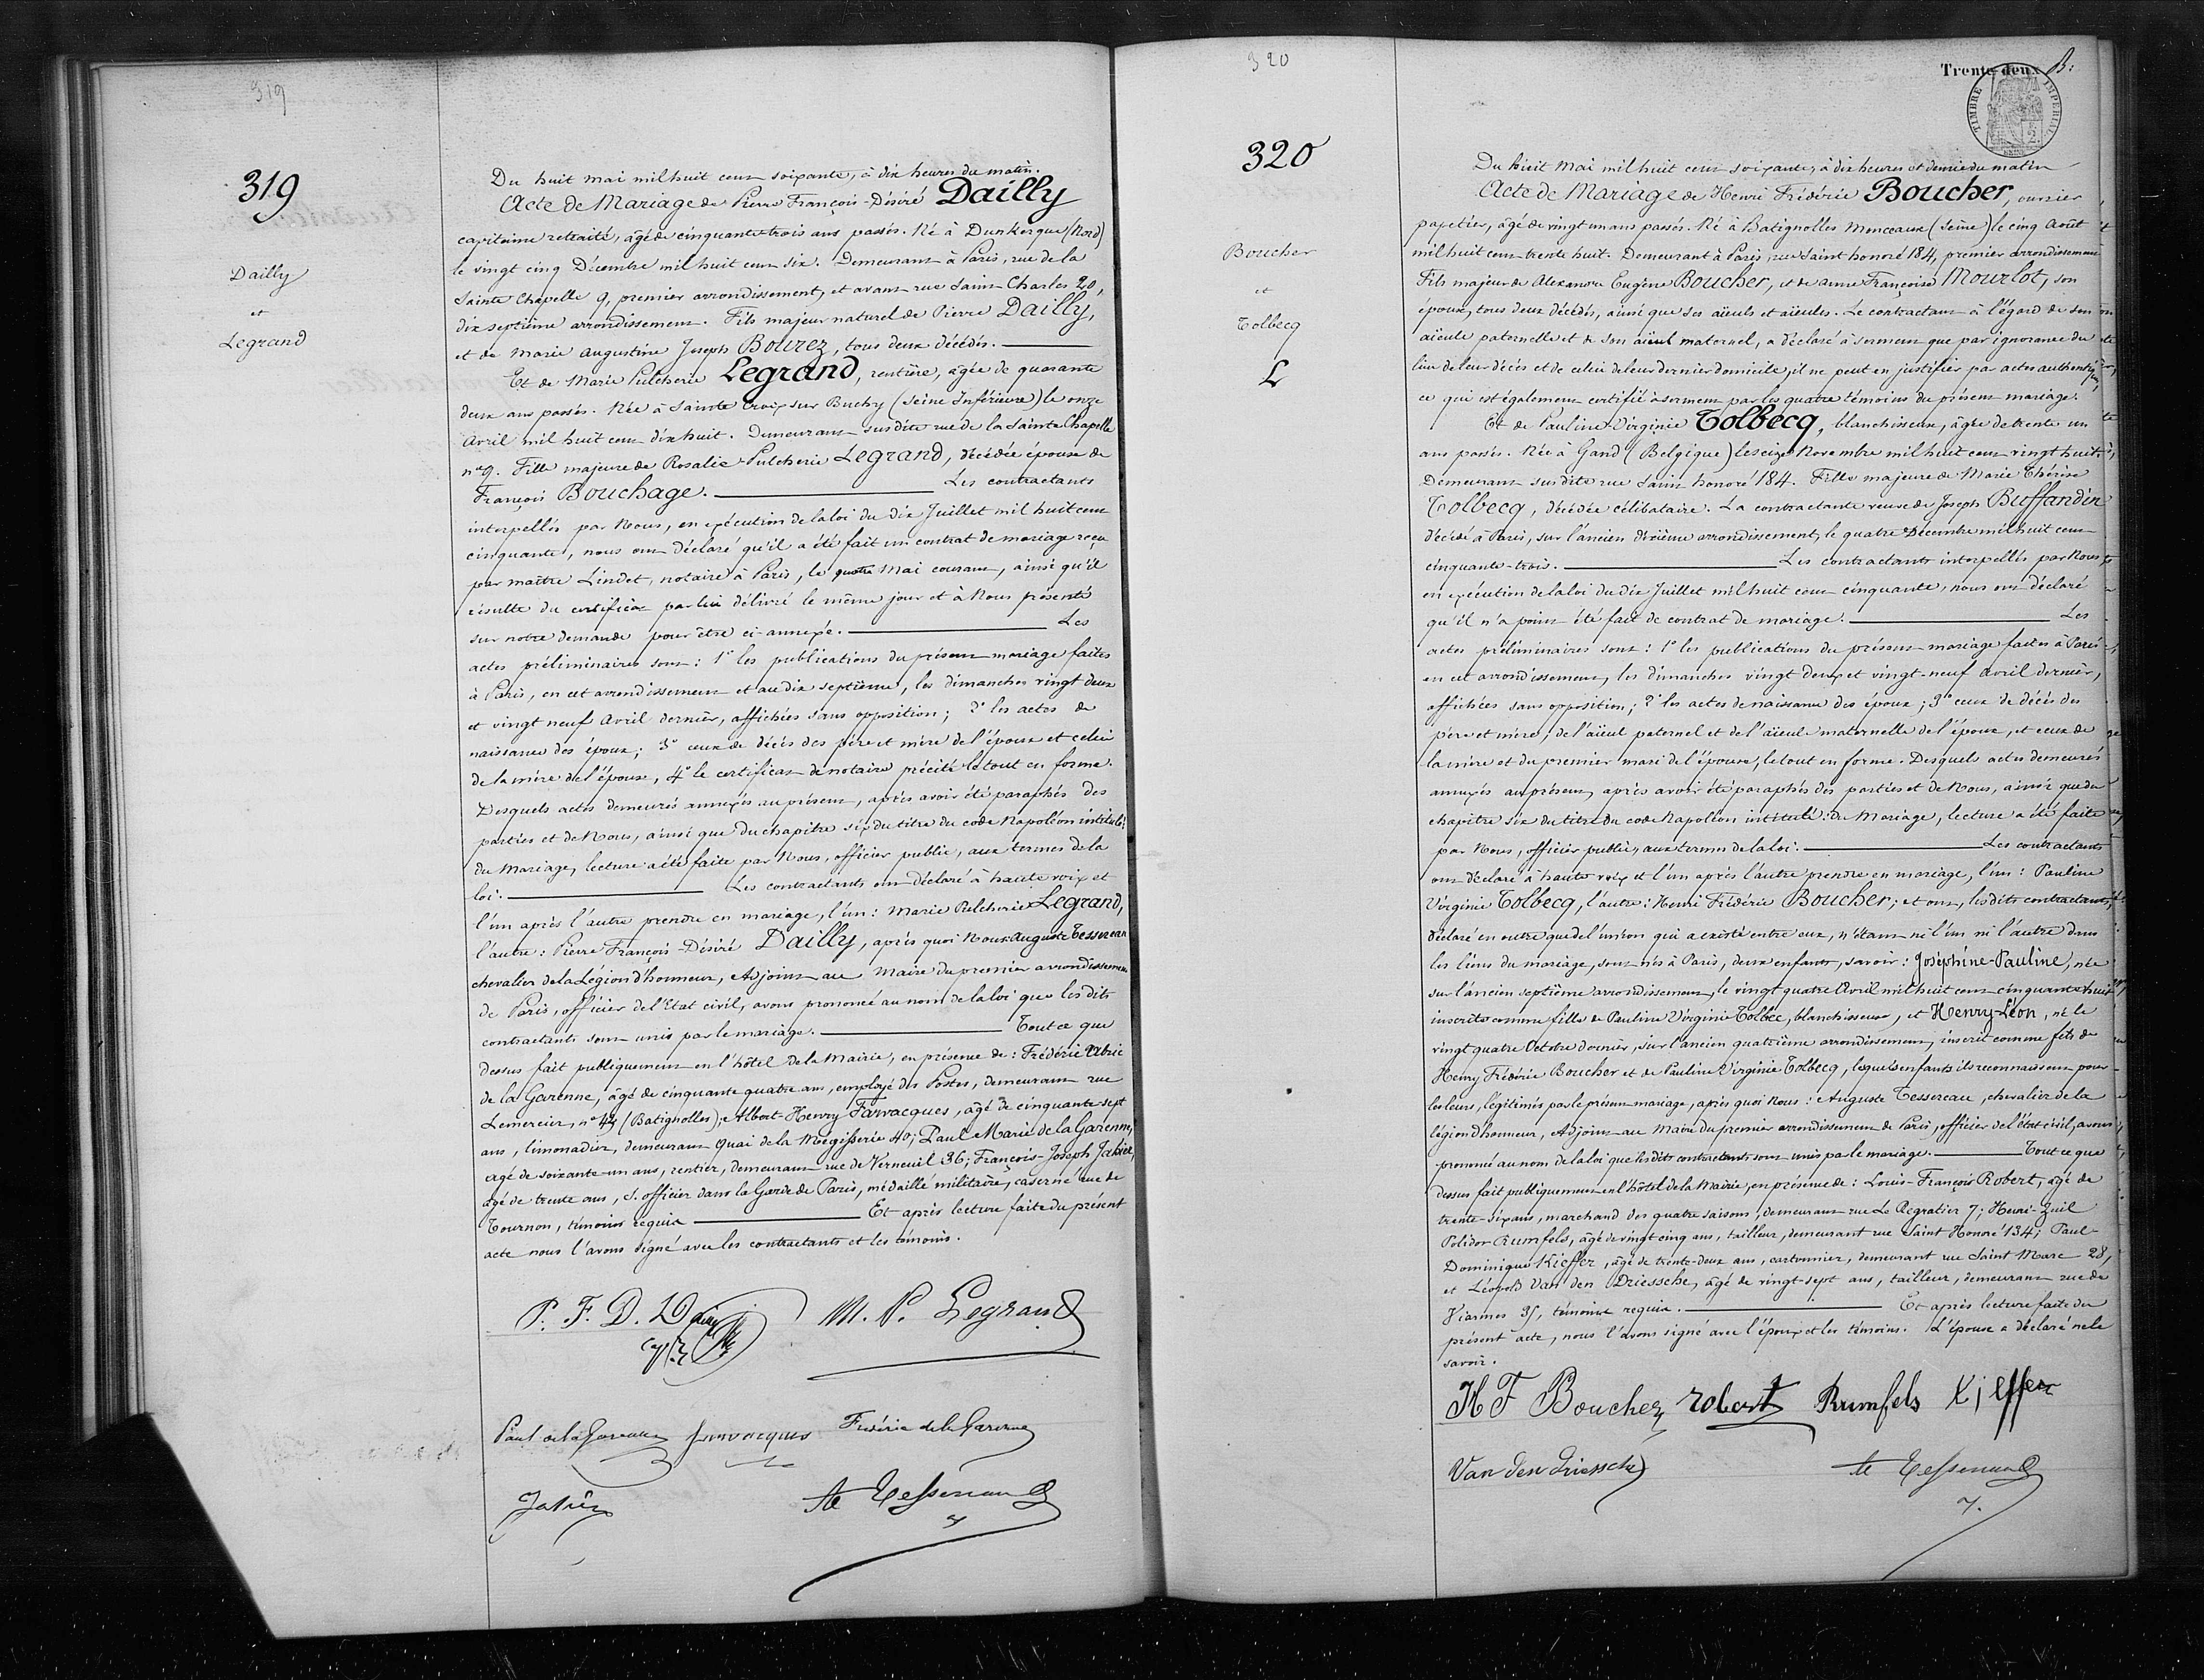 319
319
Dailly
et
Legrand
Du huit mai mil huit cent soixante, à dix heures du matin.
Acte de Mariage de Pierre François-Désiré Dailly
capitaine retraité, âgé de cinquante trois ans passés. Né à Dunkerque (Nord)
le vingt cinq Décembre mil huit cent six. Demeurant à Paris, rue de la
Sainte Chapelle 9, premier arrondissement, et avant rue Saint Charles 20,
dix septième arrondissement. Fils majeur naturel de Pierre Dailly,
et de Marie Augustine Joseph Bourez, tous deux décédés.
Et de Marie Pulcherie Legrand, rentière, âgée de quarante
deux ans passés. Née à Sainte Croix sur Buchy (Seine Inférieure) le onze
Avril mil huit cent dix huit. Demeurant susdite rue de la Sainte Chapelle
n° 9. Fille majeure de Rosalie Pulcherie Legrand, décédée épouse de
François Bouchage. Les contractants
interpellés par Nous, en exécution de la loi du dix Juillet mil huit cent
cinquante, nous ont déclaré qu'il a été fait un contrat de mariage reçu
par maître Lindet, notaire à Paris, le quatre Mai courant, ainsi qu'il
résulte du certificat par lui délivré le même jour et à Nous présenté
sur notre demande pour être ci-annexé. Les
actes préliminaires sont : 1° les publications du présent mariage faites
à Paris, en cet arrondissement et au dix septième, les dimanches vingt deux
et vingt neuf Avril dernier, affichées sans opposition ; 2° les actes de
naissance des époux ; 3° ceux de décès des père et mère de l'époux et celui
de la mère de l'épouse, 4° le certificat de notaire précité le tout en forme.
Desquels actes demeurés annexés au présent, après avoir été paraphés des
parties et de Nous, ainsi que du chapitre six du titre du code Napoléon intitulé :
du Mariage, lecture a été faite par Nous, officier public, aux termes de la
loi. Les contractants ont déclaré à haute voix et
l'un après l'autre prendre en mariage, l'un : Marie Pulcherie Legrand,
l'autre : Pierre François-Désiré Dailly, après quoi Nous Auguste Tessereau
chevalier de la Légion d'honneur, Adjoint au Maire du premier arrondissement
de Paris, officier de l'Etat civil, avons prononcé au nom de la loi que les dits
contractants sont unis par le mariage. Tout ce que
dessus fait publiquement en l'hôtel de la Mairie, en présence de : Frédéric Abric
de la Garenne, âgé de cinquante quatre ans, employé des Postes, demeurant rue
Lemercier, n° 44 (Batignolles) ; Albert-Henry Farvacques, âgé de cinquante-sept
ans, limonadier, demeurant quai de la Mégisserie 40 ; Paul Marie de la Garenne,
âgé de soixante-un ans, rentier, demeurant rue de Verneuil 36 ; François-Joseph Jahier,
âgé de trente ans, s. officier dans la Garde de Paris, médaillé militaire, caserné rue de
Tournon, témoins requis Et après lecture faite du présent
acte nous l'avons signé avec les contractants et les témoins.
P. F. D. Dailly M. P. Legrand
Paul de la Garenne Farvacques Frédéric de la Garenne
Jahier Ate Tessereau
320
Trente-deux B:
TIMBRE IMPERIAL
320
Boucher
et
Tolbecq
L
Du huit mai mil huit cent soixante, à dix heures et demie du matin
Acte de Mariage de Henri Frédéric Boucher, ouvrier
papetier, âgé de vingt un ans passés. Né à Batignolles Monceaux (Seine) le cinq Août
mil huit cent trente huit. Demeurant à Paris, rue Saint honoré 184, premier arrondissement
Fils majeur de Alexandre Eugène Boucher, et de Anne Françoise Mourlot, son
épouse, tous deux décédés, ainsi que ses aïeuls et aïeules. Le contractant à l'égard de son
aïeule paternelle et de son aïeul maternel, a déclaré à serment que par ignorance du
lieu de leur décès et de celui de leur dernier domicile, il ne peut en justifier par actes authentiques,
ce qui est également certifié à serment par les quatre témoins du présent mariage.
Et de Pauline Virginie Tolbecq, blanchisseuse, âgée de trente un
ans passés. Née à Gand (Belgique) le seize Novembre mil huit cent vingt huit.
Demeurant susdite rue Saint honoré 184. Fille majeure de Marie Thérèse
Tolbecq, décédée célibataire. La contractante veuve de Joseph Buffandin
décédé à Paris, sur l'ancien dixième arrondissement, le quatre Décembre mil huit cent
cinquante-trois. Les contractants interpellés par Nous
en exécution de la loi du dix Juillet mil huit cent cinquante, nous ont déclaré
qu'il n'a point été fait de contrat de mariage. Les
actes préliminaires sont : 1° les publications du présent mariage faites à Paris
en cet arrondissement, les dimanches vingt deux et vingt-neuf Avril dernier,
affichées sans opposition ; 2° les actes de naissance des époux ; 3° ceux de décès des
père et mère, de l'aïeul paternel et de l'aïeule maternelle de l'époux, et ceux de
la mère et du premier mari de l'épouse, le tout en forme. Desquels actes demeurés
annexés au présent, après avoir été paraphés des parties et de Nous, ainsi que du
chapitre six du titre du code Napoléon intitulé : du Mariage, lecture a été faite
par Nous, officier public, aux termes de la loi. Les contractants
ont déclaré à haute voix et l'un après l'autre prendre en mariage, l'un : Pauline
Virginie Tolbecq, l'autre : Henri Frédéric Boucher ; et ont, les dits contractants,
déclaré en outre que de l'union qui a existé entre eux, n'étant ni l'un ni l'autre dans
les liens du mariage, sont nés à Paris, deux enfants, savoir : Joséphine-Pauline, née
sur l'ancien septième arrondissement, le vingt quatre Avril mil huit cent cinquante huit
inscrite comme fille de Pauline Virginie Tolbec, blanchisseuse, et Henry-Léon, né le
vingt quatre Octobre dernier, sur l'ancien quatrième arrondissement, inscrit comme fils de
Henry Frédéric Boucher et de Pauline Virginie Tolbecq, lesquels enfants ils reconnaissent pour
les leurs, légitimés par le présent mariage, après quoi Nous : Auguste Tessereau, chevalier de la
légion d'honneur, Adjoint au Maire du premier arrondissement de Paris, officier de l'état civil, avons
prononcé au nom de la loi que les dits contractants sont unis par le mariage. Tout ce que
dessus fait publiquement en l'hôtel de la Mairie, en présence de : Louis-François Robert, âgé de
trente-six ans, marchand des quatre saisons, demeurant rue Le Regratier 7 ; Henri-Zuil
Polidor Rumfels, âgé de vingt cinq ans, tailleur, demeurant rue Saint Honoré 134 ; Paul-
Dominique Kieffer, âgé de trente-deux ans, cartonnier, demeurant rue Saint Marc 28,
et Léopold Van den Driessche, âgé de vingt-sept ans, tailleur, demeurant rue de
Viarmes 35, témoins requis. Et après lecture faite du
présent acte, nous l'avons signé avec l'époux et les témoins. L'épouse a déclaré ne le
savoir.
H F Boucher robert Rumfels Kieffer
Van den Driessche Ate Tessereau